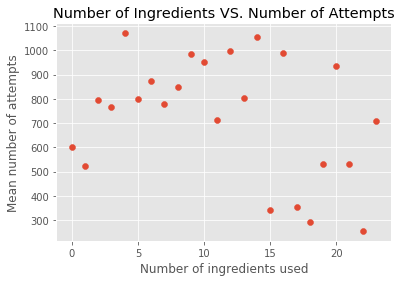 Number of Ingredients VS. Number of Attempts
1100
1000
900
800
700
600
500
400
300
Mean number of attempts
0 5 10 15 20
Number of ingredients used